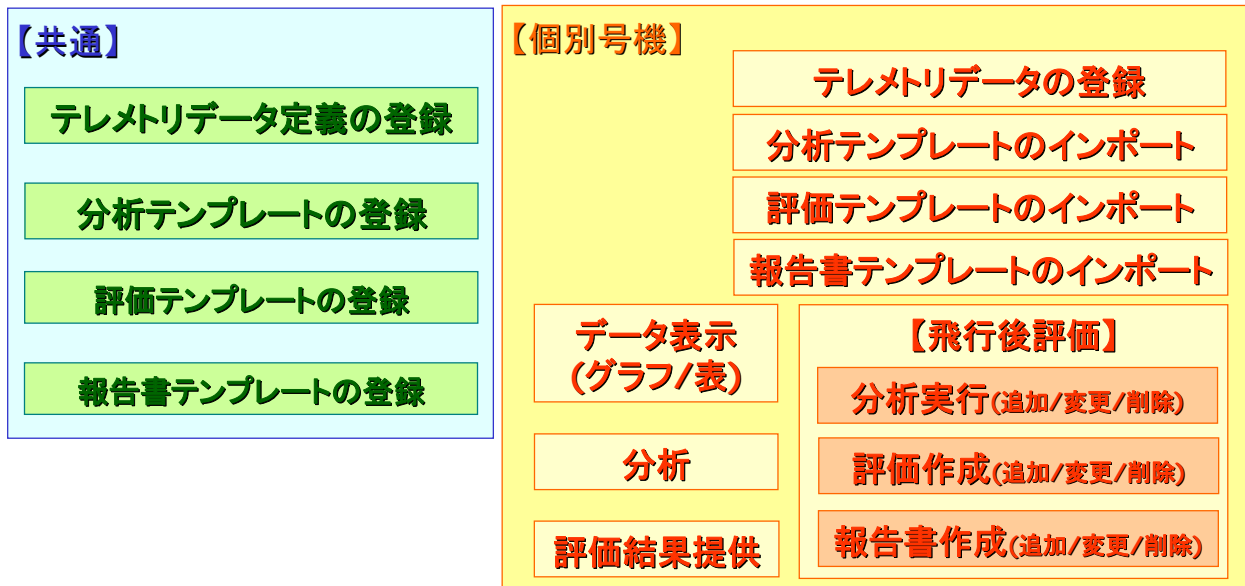 【共通】
テレメトリデータ定義の登録
分析テンプレートの登録
評価テンプレートの登録
報告書テンプレートの登録
【個別号機】
テレメトリデータの登録
分析テンプレートのインポート
評価テンプレートのインポート
報告書テンプレートのインポート
データ表示
(グラフ/表)
分析
評価結果提供
【飛行後評価】
分析実行(追加/変更/削除)
評価作成(追加/変更/削除)
報告書作成(追加/変更/削除)